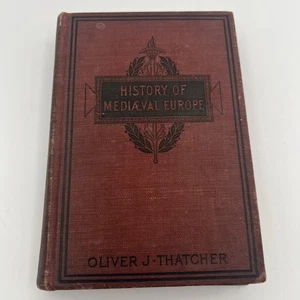 HISTORY OF
MEDIÆVAL EUROPE
OLIVER J·THATCHER